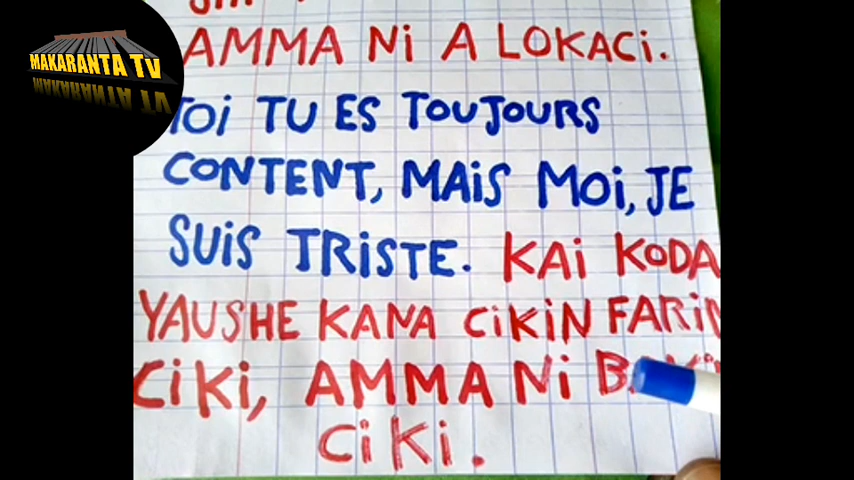 MAKARANTA TV
AMMA Ni A LOKACi.
TOi TU ES TOUJOURS
CONTENT, MAiS MOi, JE
SUiS TRiSTE. KAi KODA
YAUSHE KANA CiKiN FARiN
CiKi, AMMA Ni
CiKi.